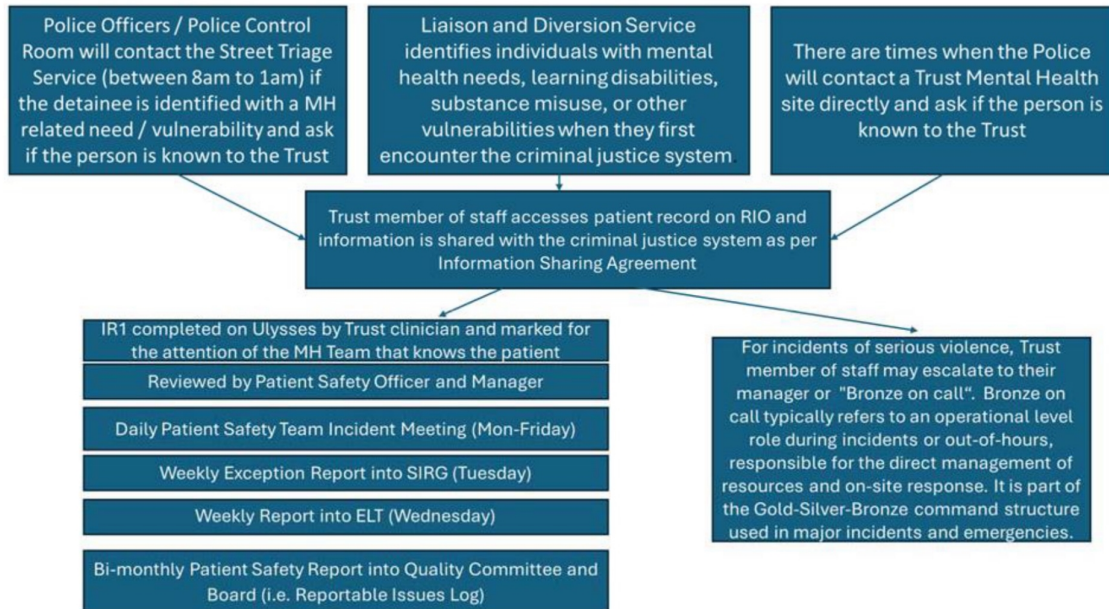 Police Officers / Police Control
Room will contact the Street Triage
Service (between 8am to 1am) if
the detainee is identified with a MH
related need / vulnerability and ask
if the person is known to the Trust
Liaison and Diversion Service
identifies individuals with mental
health needs, learning disabilities,
substance misuse, or other
vulnerabilities when they first
encounter the criminal justice system.
There are times when the Police
will contact a Trust Mental Health
site directly and ask if the person is
known to the Trust
Trust member of staff accesses patient record on RIO and
information is shared with the criminal justice system as per
Information Sharing Agreement
IR1 completed on Ulysses by Trust clinician and marked for
the attention of the MH Team that knows the patient
Reviewed by Patient Safety Officer and Manager
Daily Patient Safety Team Incident Meeting (Mon-Friday)
Weekly Exception Report into SIRG (Tuesday)
Weekly Report into ELT (Wednesday)
Bi-monthly Patient Safety Report into Quality Committee and
Board (i.e. Reportable Issues Log)
For incidents of serious violence, Trust
member of staff may escalate to their
manager or "Bronze on call“. Bronze on
call typically refers to an operational level
role during incidents or out-of-hours,
responsible for the direct management of
resources and on-site response. It is part of
the Gold-Silver-Bronze command structure
used in major incidents and emergencies.